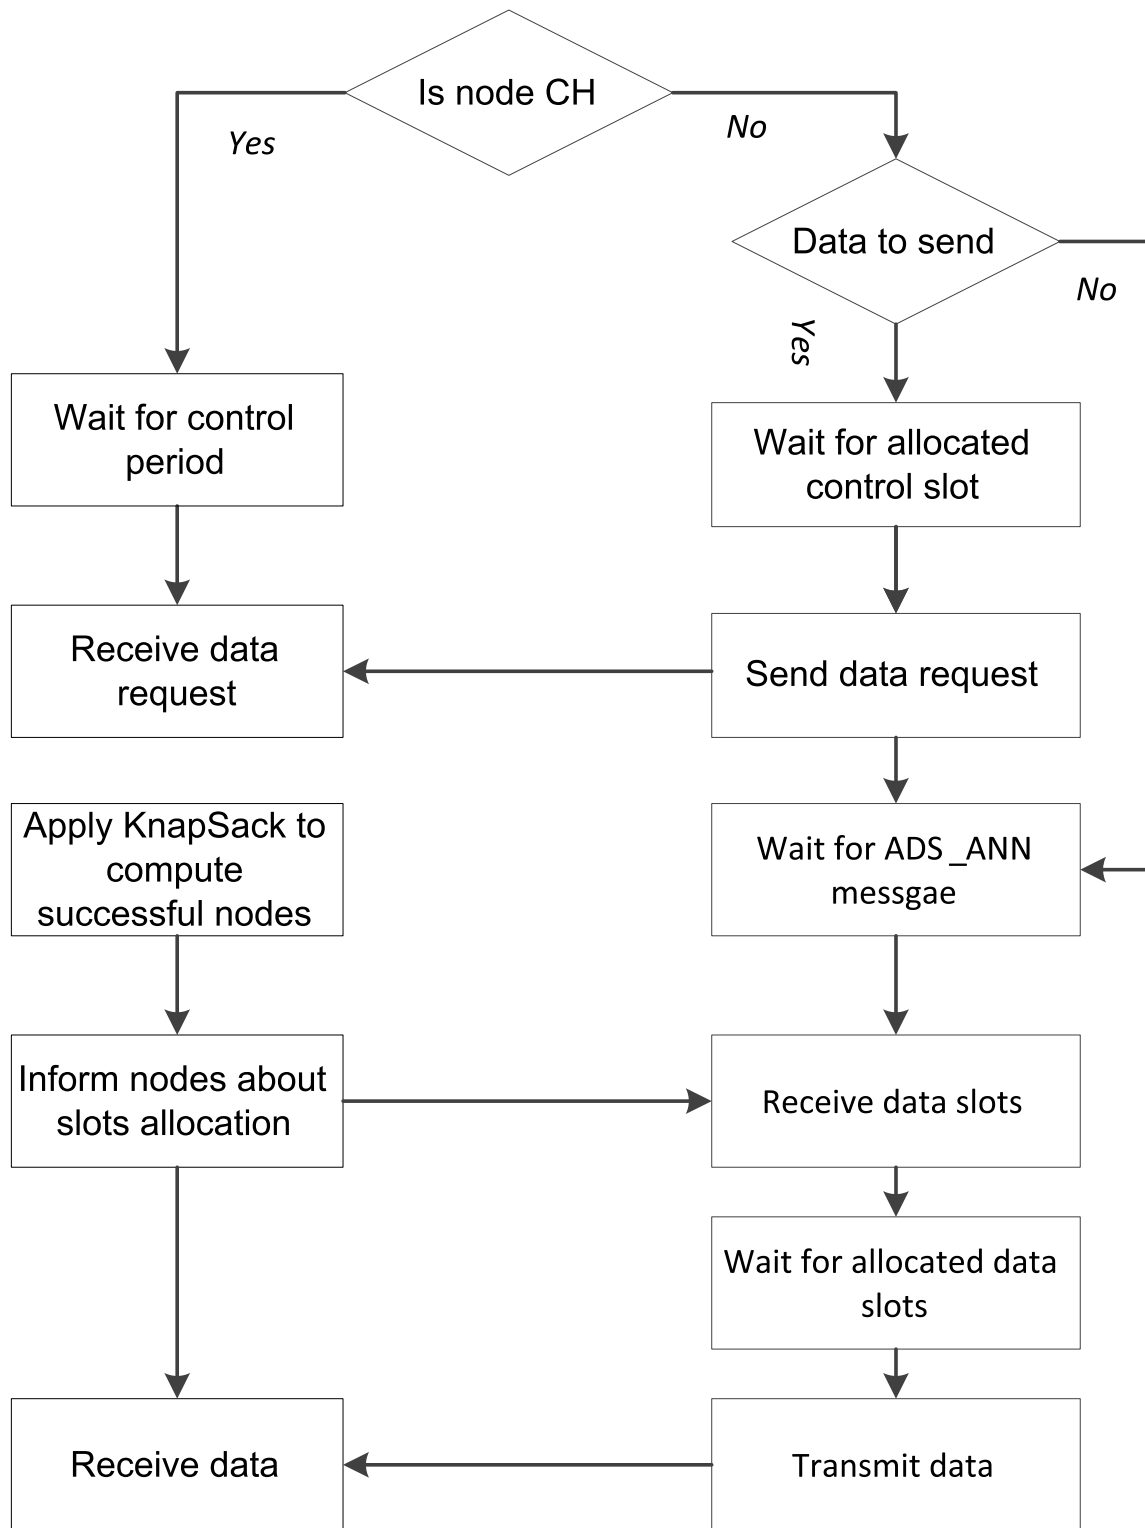 Is node CH
Yes
No
Data to send
No
Yes
Wait for control
period
Wait for allocated
control slot
Receive data
request
Send data request
Apply KnapSack to
compute
successful nodes
Wait for ADS_ANN
messgae
Inform nodes about
slots allocation
Receive data slots
Wait for allocated data
slots
Receive data
Transmit data